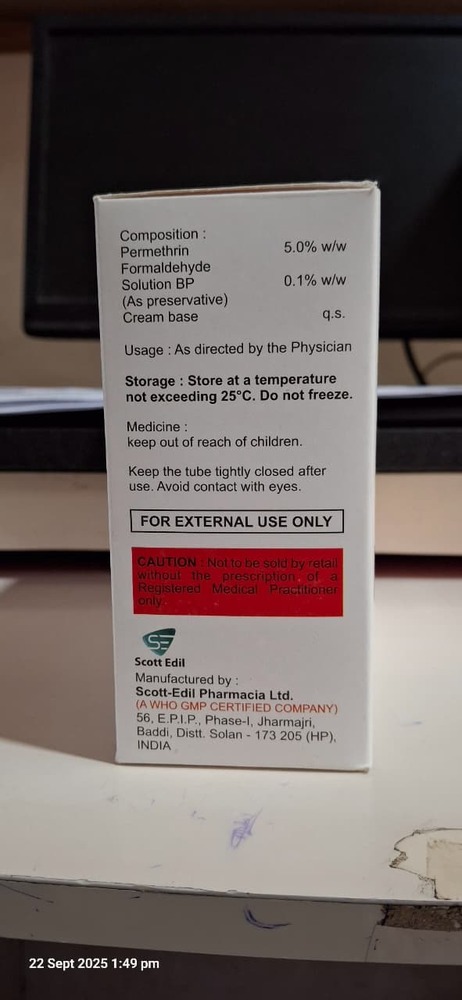 Composition :
Permethrin 5.0% w/w
Formaldehyde
Solution BP 0.1% w/w
(As preservative)
Cream base q.s.
Usage : As directed by the Physician
Storage : Store at a temperature
not exceeding 25°C. Do not freeze.
Medicine :
keep out of reach of children.
Keep the tube tightly closed after
use. Avoid contact with eyes.
FOR EXTERNAL USE ONLY
CAUTION : Not to be sold by retail
without the prescription of a
Registered Medical Practitioner
only.
SE
Scott Edil
Manufactured by :
Scott-Edil Pharmacia Ltd.
(A WHO GMP CERTIFIED COMPANY)
56, E.P.I.P., Phase-I, Jharmajri,
Baddi, Distt. Solan - 173 205 (HP),
INDIA
22 Sept 2025 1:49 pm